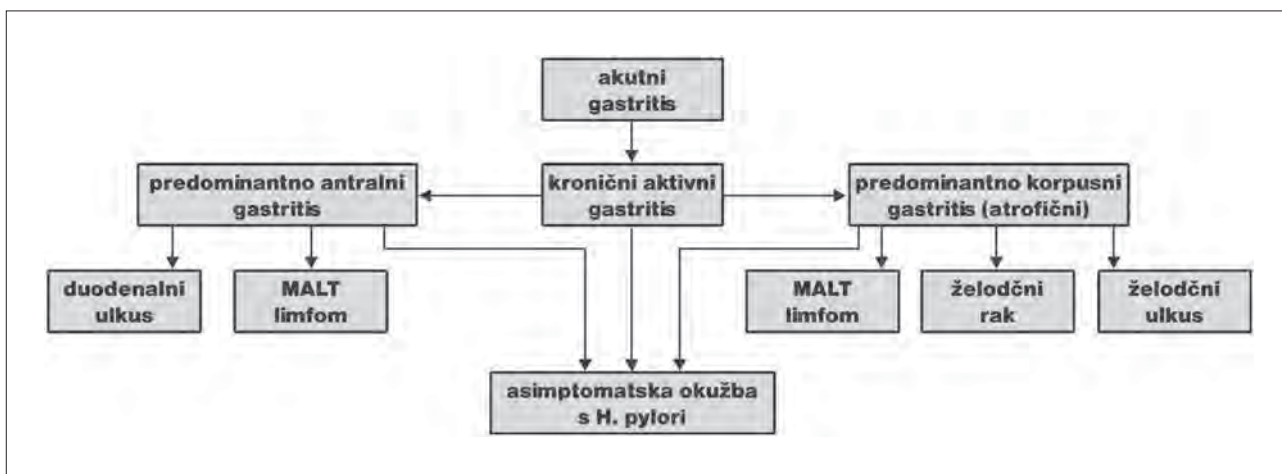 akutni
gastritis
predominantno antralni
gastritis
kronični aktivni
gastritis
predominantno korpusni
gastritis (atrofični)
duodenalni
ulkus
MALT
limfom
MALT
limfom
želodčni
rak
želodčni
ulkus
asimptomatska okužba
s H. pylori